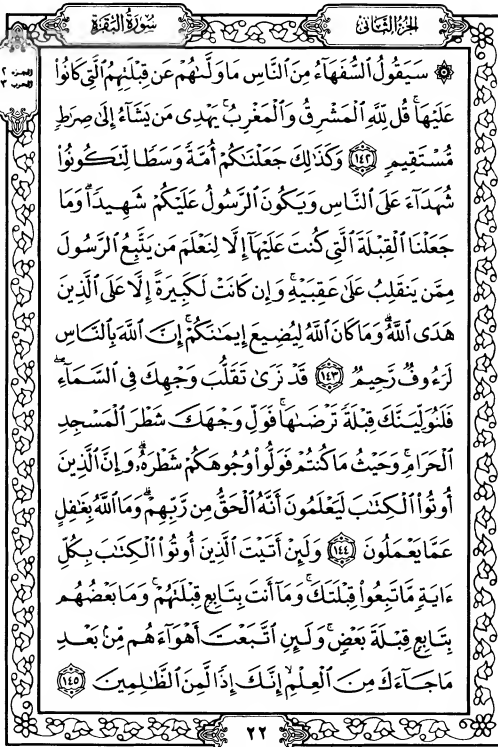 سُورَةُ البَقَرَةِ
الجُزْءُ الثَّانِى
الجزء ٢
الحزب ٣
۞ سَيَقُولُ ٱلسُّفَهَآءُ مِنَ ٱلنَّاسِ مَا وَلَّىٰهُمْ عَن قِبْلَتِهِمُ ٱلَّتِى كَانُوا۟
عَلَيْهَا ۚ قُل لِّلَّهِ ٱلْمَشْرِقُ وَٱلْمَغْرِبُ ۚ يَهْدِى مَن يَشَآءُ إِلَىٰ صِرَٰطٍ
مُّسْتَقِيمٍ ﴿١٤٢﴾ وَكَذَٰلِكَ جَعَلْنَٰكُمْ أُمَّةً وَسَطًا لِّتَكُونُوا۟
شُهَدَآءَ عَلَى ٱلنَّاسِ وَيَكُونَ ٱلرَّسُولُ عَلَيْكُمْ شَهِيدًا ۗ وَمَا
جَعَلْنَا ٱلْقِبْلَةَ ٱلَّتِى كُنتَ عَلَيْهَآ إِلَّا لِنَعْلَمَ مَن يَتَّبِعُ ٱلرَّسُولَ
مِمَّن يَنقَلِبُ عَلَىٰ عَقِبَيْهِ ۚ وَإِن كَانَتْ لَكَبِيرَةً إِلَّا عَلَى ٱلَّذِينَ
هَدَى ٱللَّهُ ۗ وَمَا كَانَ ٱللَّهُ لِيُضِيعَ إِيمَٰنَكُمْ ۚ إِنَّ ٱللَّهَ بِٱلنَّاسِ
لَرَءُوفٌ رَّحِيمٌ ﴿١٤٣﴾ قَدْ نَرَىٰ تَقَلُّبَ وَجْهِكَ فِى ٱلسَّمَآءِ ۖ
فَلَنُوَلِّيَنَّكَ قِبْلَةً تَرْضَىٰهَا ۚ فَوَلِّ وَجْهَكَ شَطْرَ ٱلْمَسْجِدِ
ٱلْحَرَامِ ۚ وَحَيْثُ مَا كُنتُمْ فَوَلُّوا۟ وُجُوهَكُمْ شَطْرَهُۥ ۗ وَإِنَّ ٱلَّذِينَ
أُوتُوا۟ ٱلْكِتَٰبَ لَيَعْلَمُونَ أَنَّهُ ٱلْحَقُّ مِن رَّبِّهِمْ ۗ وَمَا ٱللَّهُ بِغَٰفِلٍ
عَمَّا يَعْمَلُونَ ﴿١٤٤﴾ وَلَئِنْ أَتَيْتَ ٱلَّذِينَ أُوتُوا۟ ٱلْكِتَٰبَ بِكُلِّ
ءَايَةٍ مَّا تَبِعُوا۟ قِبْلَتَكَ ۚ وَمَآ أَنتَ بِتَابِعٍ قِبْلَتَهُمْ ۚ وَمَا بَعْضُهُم
بِتَابِعٍ قِبْلَةَ بَعْضٍ ۚ وَلَئِنِ ٱتَّبَعْتَ أَهْوَآءَهُم مِّنۢ بَعْدِ
مَا جَآءَكَ مِنَ ٱلْعِلْمِ ۙ إِنَّكَ إِذًا لَّمِنَ ٱلظَّٰلِمِينَ ﴿١٤٥﴾
٢٢